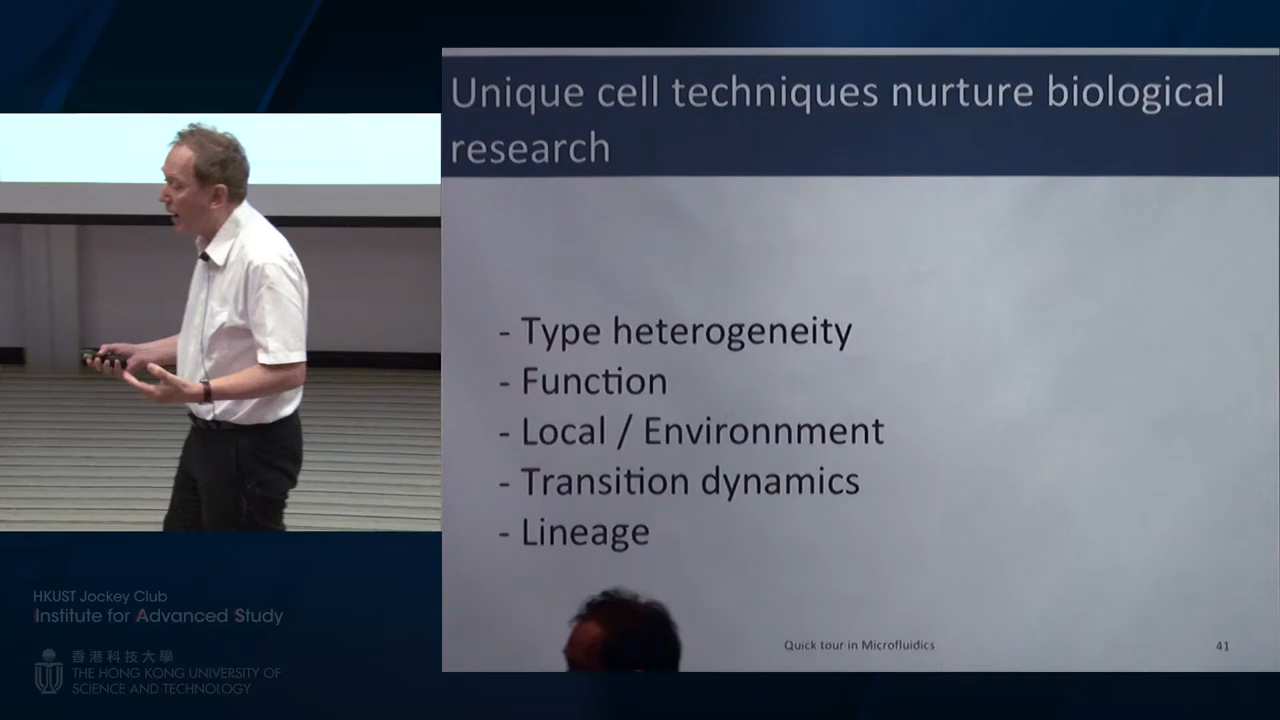 Unique cell techniques nurture biological
research
- Type heterogeneity
- Function
- Local / Environnment
- Transition dynamics
- Lineage
Quick tour in Microfluidics
41
HKUST Jockey Club
Institute for Advanced Study
香港科技大學
THE HONG KONG UNIVERSITY OF
SCIENCE AND TECHNOLOGY